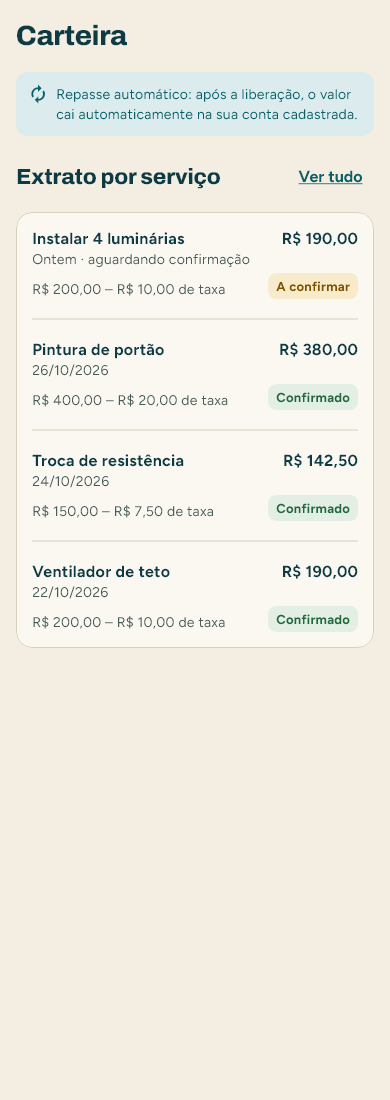 Carteira
Repasse automático: após a liberação, o valor
cai automaticamente na sua conta cadastrada.
Extrato por serviço
Ver tudo
Instalar 4 luminárias
R$ 190,00
Ontem · aguardando confirmação
R$ 200,00 – R$ 10,00 de taxa
A confirmar
Pintura de portão
R$ 380,00
26/10/2026
R$ 400,00 – R$ 20,00 de taxa
Confirmado
Troca de resistência
R$ 142,50
24/10/2026
R$ 150,00 – R$ 7,50 de taxa
Confirmado
Ventilador de teto
R$ 190,00
22/10/2026
R$ 200,00 – R$ 10,00 de taxa
Confirmado